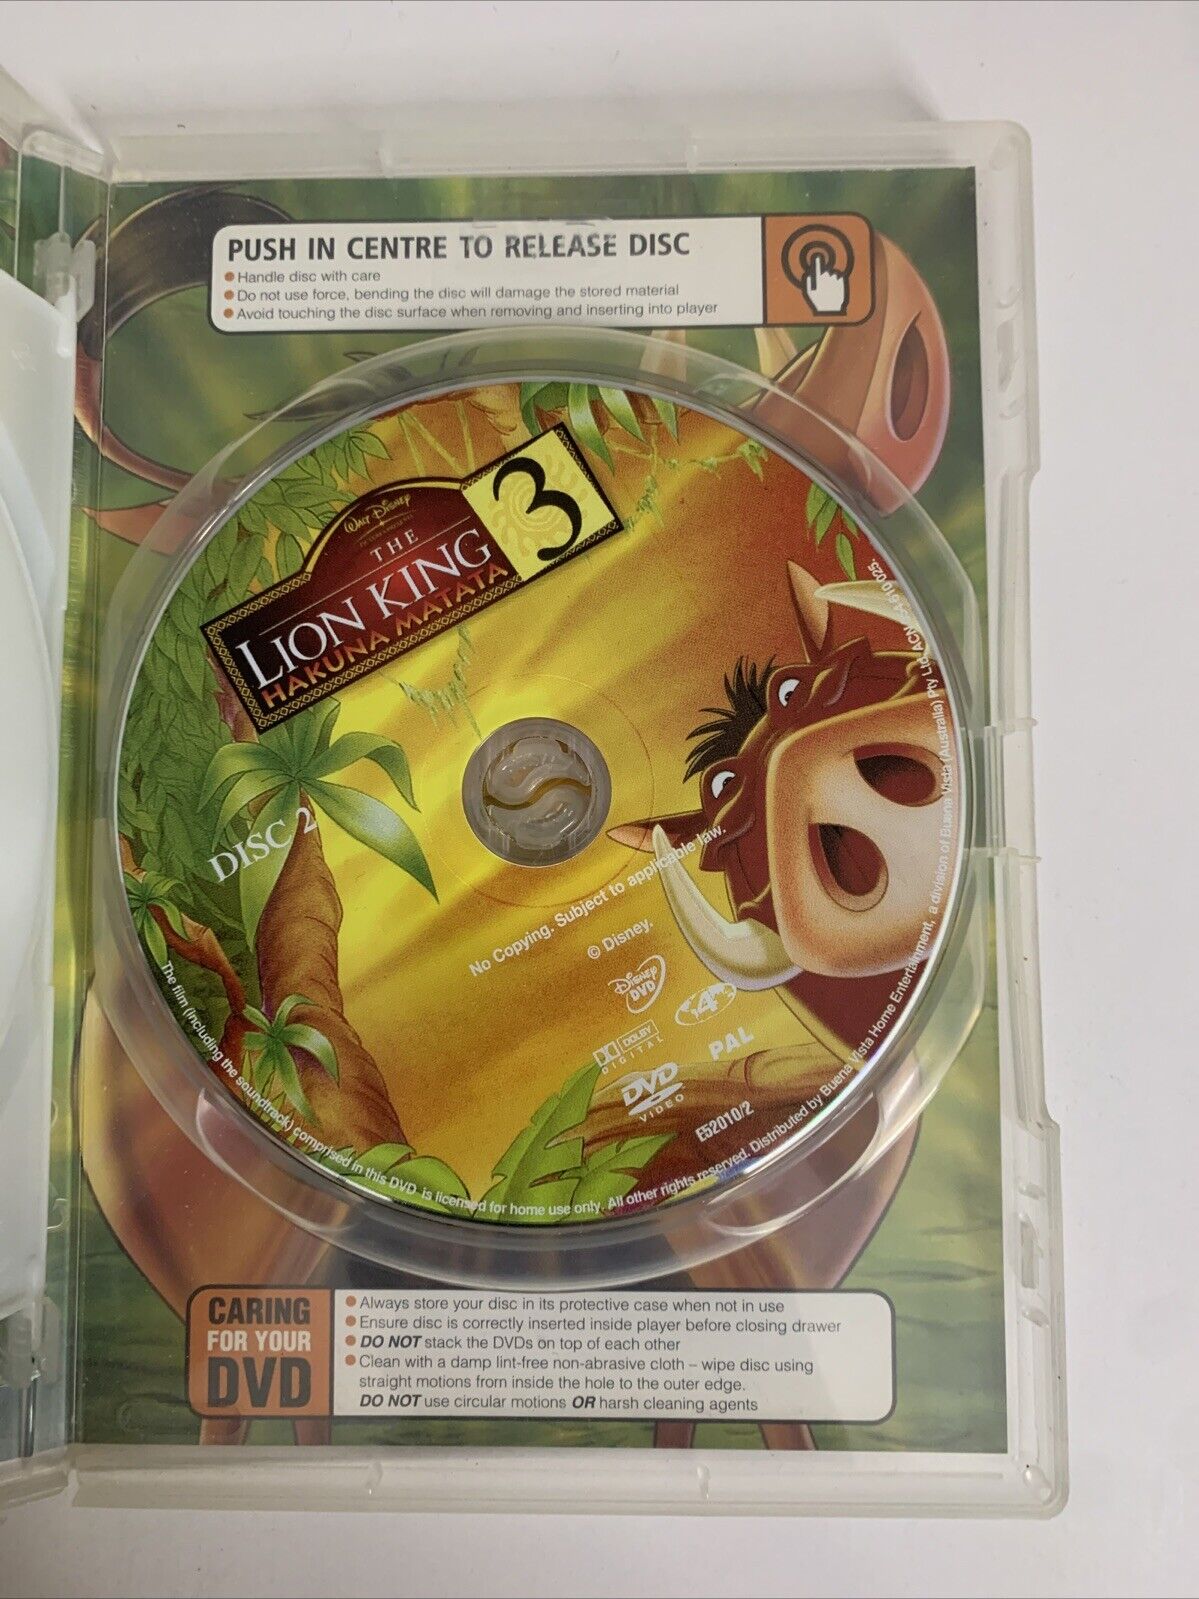 PUSH IN CENTRE TO RELEASE DISC
Handle disc with care
Do not use force, bending the disc will damage the stored material
Avoid touching the disc surface when removing and inserting into player
WALT DISNEY
PICTURES PRESENTS
THE
LION KING
3
HAKUNA MATATA
DISC 2
No Copying. Subject to applicable law.
© Disney.
DISNEY
DVD
4
DOLBY
DIGITAL
PAL
DVD
VIDEO
E52010/2
The film (including the soundtrack) comprised in this DVD is licensed for home use only. All other rights reserved. Distributed by Buena Vista Home Entertainment, a division of Buena Vista (Australia) Pty Ltd
CARING
FOR YOUR
DVD
Always store your disc in its protective case when not in use
Ensure disc is correctly inserted inside player before closing drawer
DO NOT stack the DVDs on top of each other
Clean with a damp lint-free non-abrasive cloth – wipe disc using
straight motions from inside the hole to the outer edge.
DO NOT use circular motions OR harsh cleaning agents